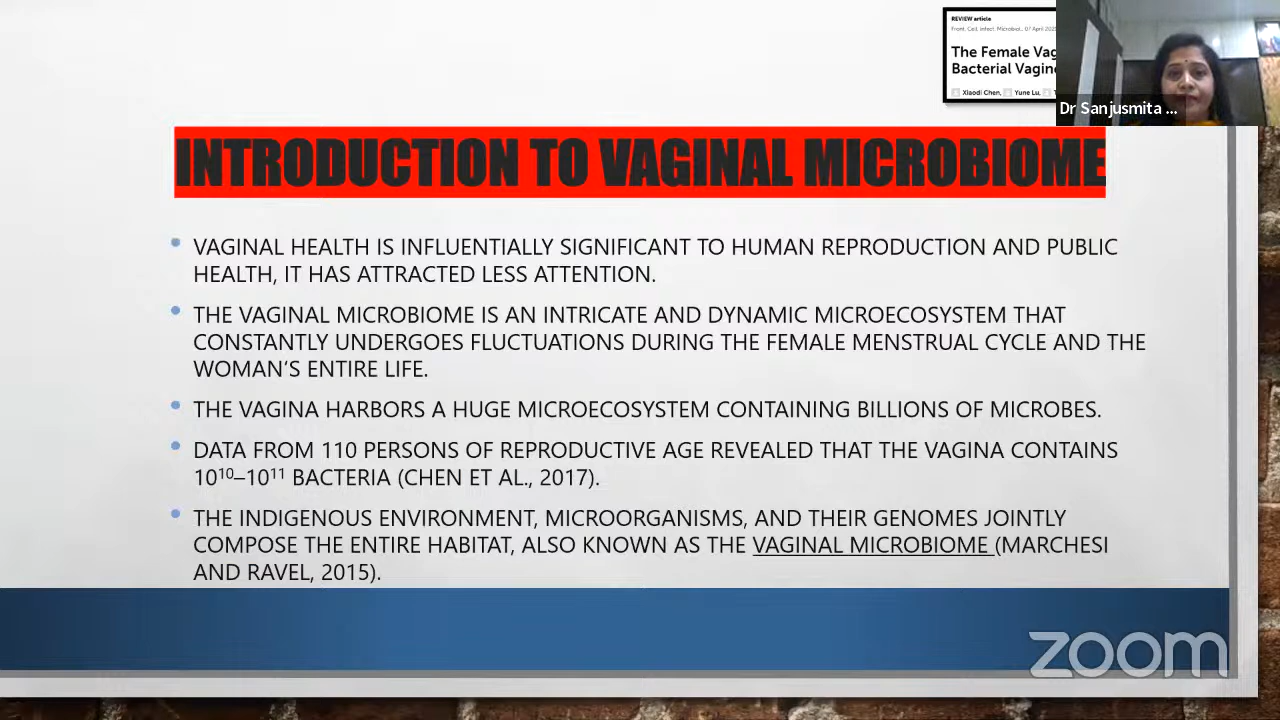 REVIEW article
Front. Cell. Infect. Microbiol., 07 April 2021
The Female Vag
Bacterial Vagin
Xiaodi Chen, Yune Lu,
Dr Sanjusmita ...
INTRODUCTION TO VAGINAL MICROBIOME
• VAGINAL HEALTH IS INFLUENTIALLY SIGNIFICANT TO HUMAN REPRODUCTION AND PUBLIC
HEALTH, IT HAS ATTRACTED LESS ATTENTION.
• THE VAGINAL MICROBIOME IS AN INTRICATE AND DYNAMIC MICROECOSYSTEM THAT
CONSTANTLY UNDERGOES FLUCTUATIONS DURING THE FEMALE MENSTRUAL CYCLE AND THE
WOMAN'S ENTIRE LIFE.
• THE VAGINA HARBORS A HUGE MICROECOSYSTEM CONTAINING BILLIONS OF MICROBES.
• DATA FROM 110 PERSONS OF REPRODUCTIVE AGE REVEALED THAT THE VAGINA CONTAINS
10¹⁰–10¹¹ BACTERIA (CHEN ET AL., 2017).
• THE INDIGENOUS ENVIRONMENT, MICROORGANISMS, AND THEIR GENOMES JOINTLY
COMPOSE THE ENTIRE HABITAT, ALSO KNOWN AS THE VAGINAL MICROBIOME (MARCHESI
AND RAVEL, 2015).
zoom